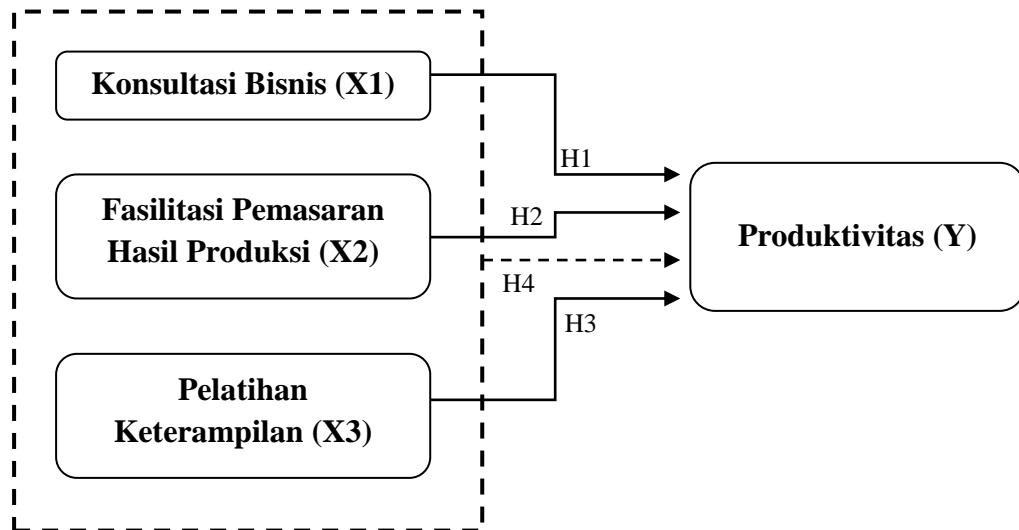 Konsultasi Bisnis (X1)
H1
Fasilitasi Pemasaran
Hasil Produksi (X2)
H2
Produktivitas (Y)
H4
H3
Pelatihan
Keterampilan (X3)